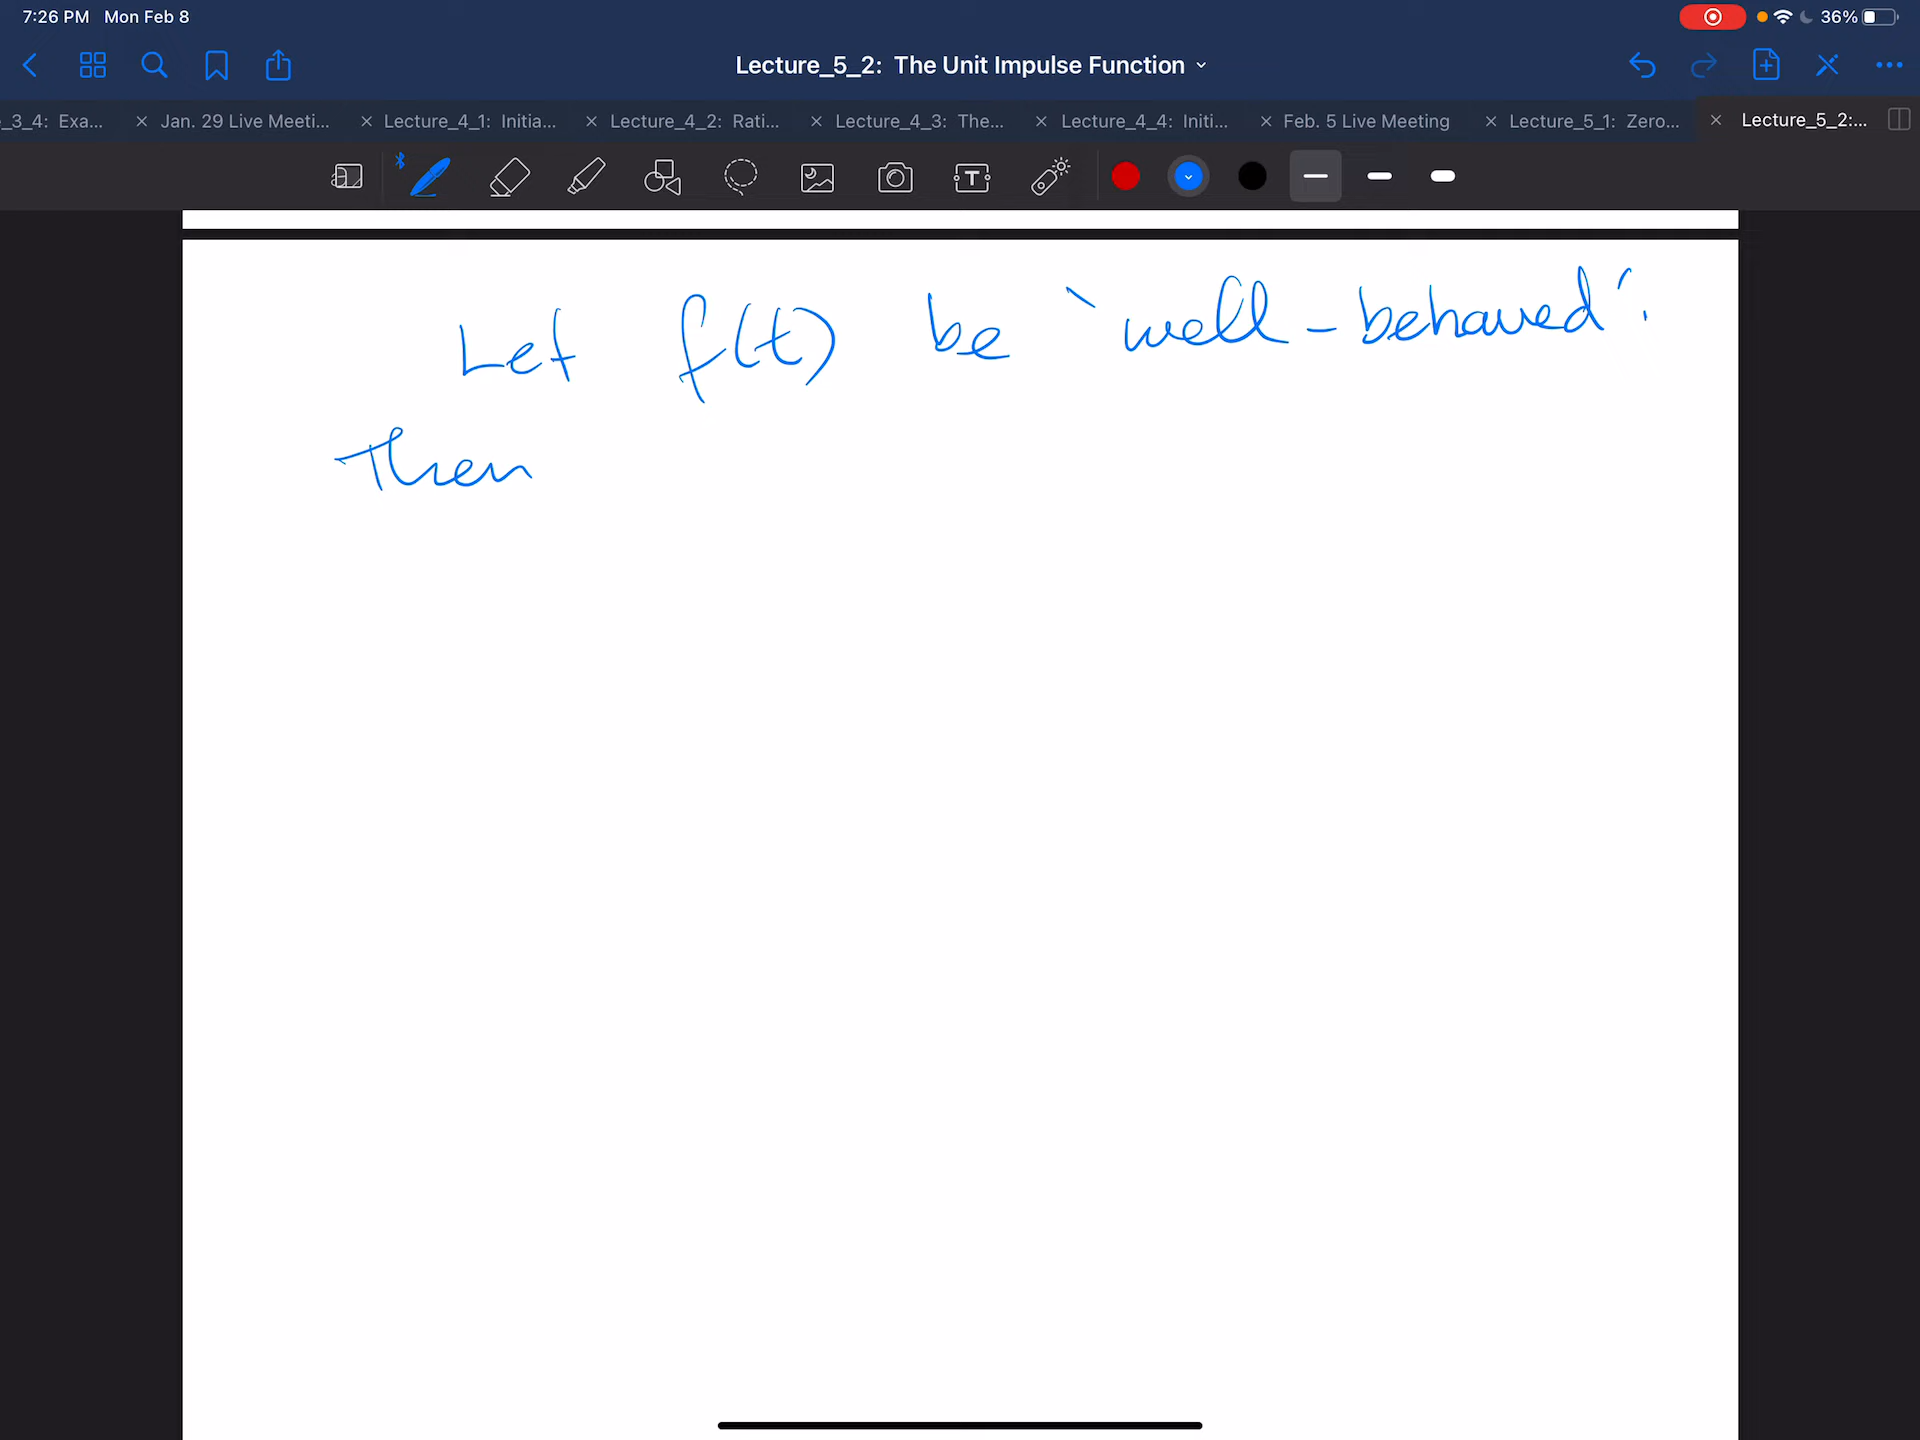 7:26 PM Mon Feb 8
36%
Lecture_5_2: The Unit Impulse Function
_3_4: Exa...
Jan. 29 Live Meeti...
Lecture_4_1: Initia...
Lecture_4_2: Rati...
Lecture_4_3: The...
Lecture_4_4: Initi...
Feb. 5 Live Meeting
Lecture_5_1: Zero...
Lecture_5_2:...
Let f(t) be `well-behaved'.
Then